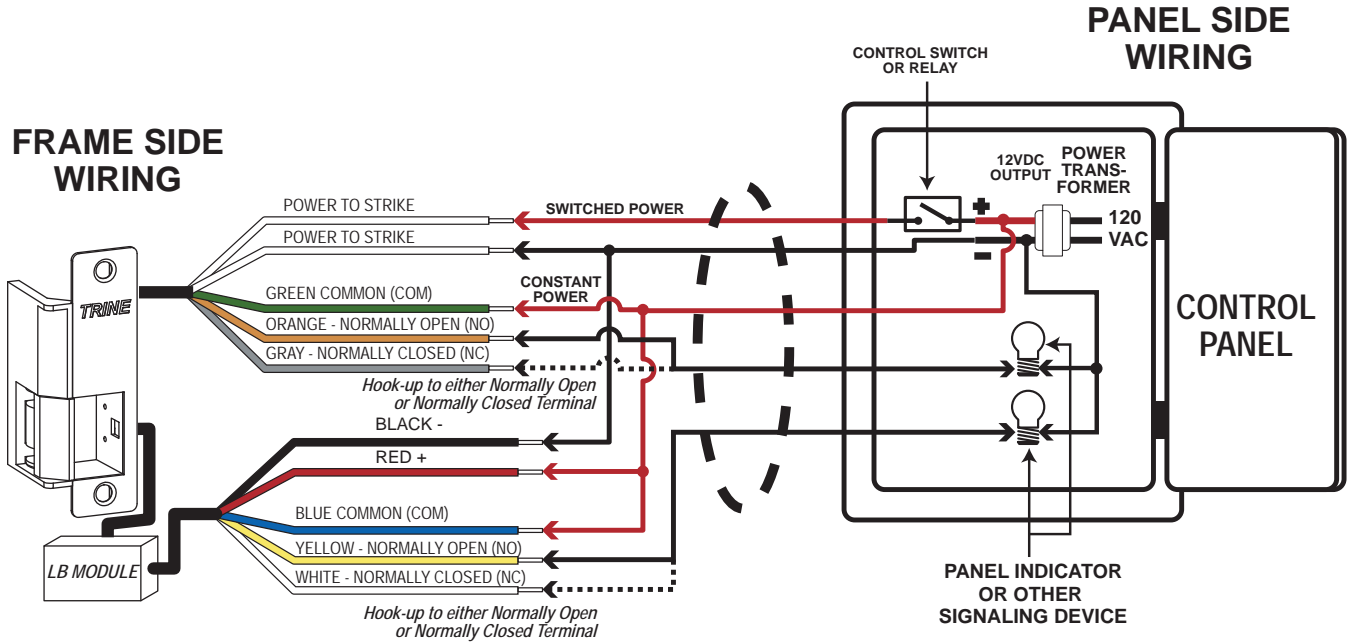 PANEL SIDE
WIRING
CONTROL SWITCH
OR RELAY
FRAME SIDE
WIRING
12VDC
OUTPUT
POWER
TRANS-
FORMER
POWER TO STRIKE
SWITCHED POWER
+
120
VAC
POWER TO STRIKE
-
CONSTANT
POWER
GREEN COMMON (COM)
TRINE
ORANGE - NORMALLY OPEN (NO)
CONTROL
PANEL
GRAY - NORMALLY CLOSED (NC)
Hook-up to either Normally Open
or Normally Closed Terminal
BLACK -
RED +
BLUE COMMON (COM)
YELLOW - NORMALLY OPEN (NO)
LB MODULE
WHITE - NORMALLY CLOSED (NC)
Hook-up to either Normally Open
or Normally Closed Terminal
PANEL INDICATOR
OR OTHER
SIGNALING DEVICE